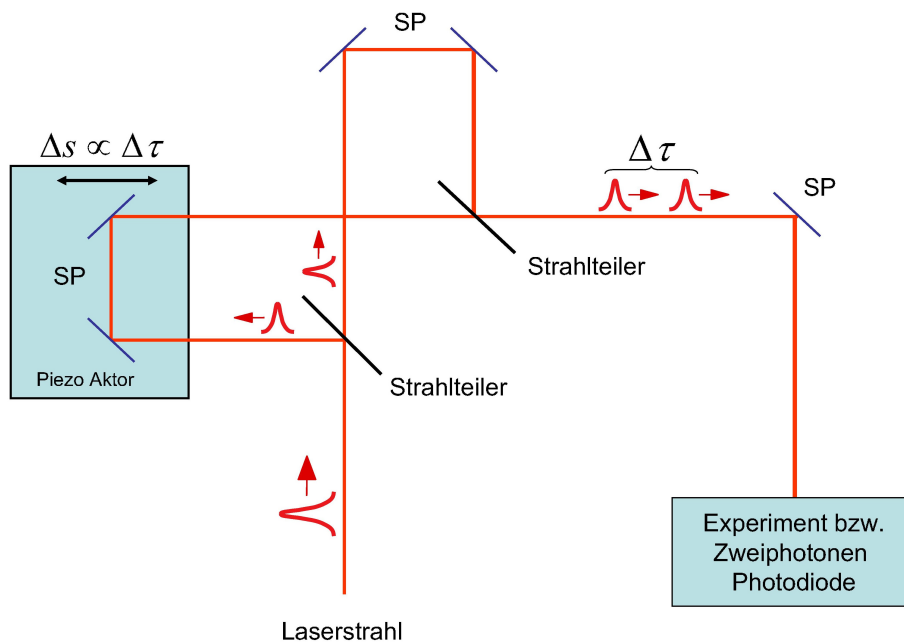 SP
Δs ∝ Δτ
Δτ
SP
SP
Strahlteiler
Piezo Aktor
Strahlteiler
Experiment bzw.
Zweiphotonen
Photodiode
Laserstrahl